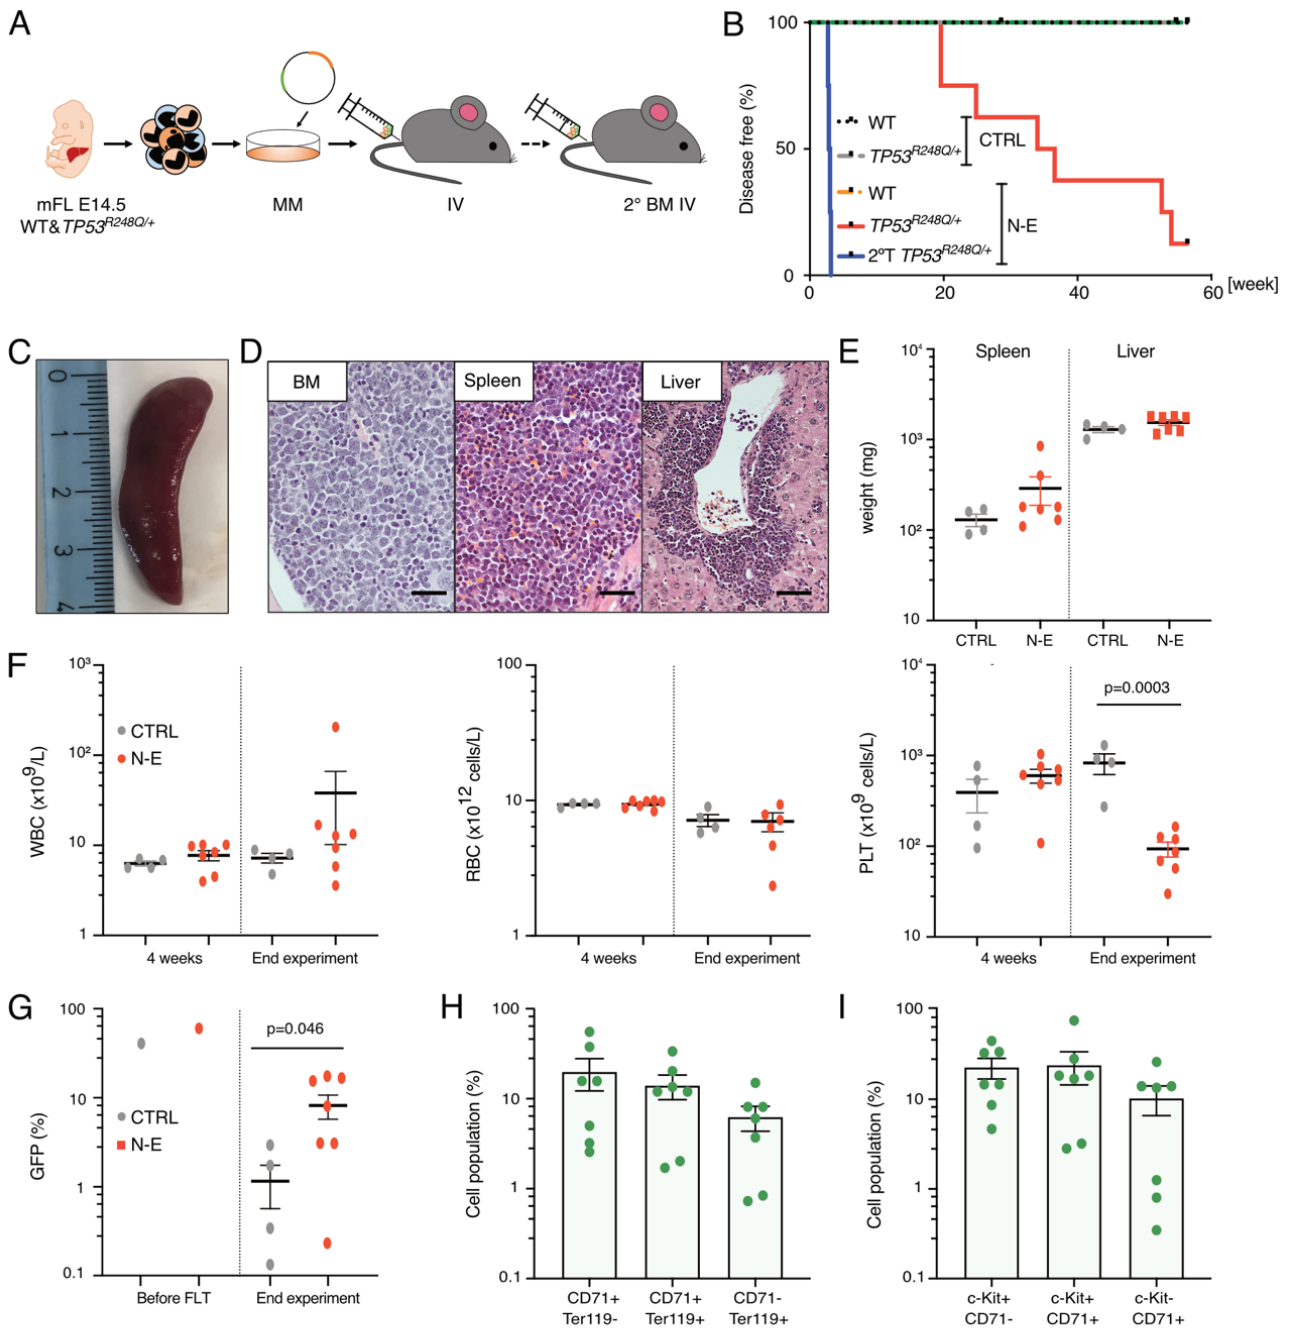 A
mFL E14.5
WT&TP53R248Q/+
MM
IV
2° BM IV
B
Disease free (%)
100
50
0
WT
TP53R248Q/+
CTRL
WT
TP53R248Q/+
2ºT TP53R248Q/+
N-E
0
20
40
60
[week]
C
0
1
2
3
4
D
BM
Spleen
Liver
E
weight (mg)
10⁴
10³
10²
10
Spleen
Liver
CTRL
N-E
CTRL
N-E
F
WBC (x10⁹/L)
10³
10²
10
1
CTRL
N-E
4 weeks
End experiment
RBC (x10¹² cells/L)
100
10
1
4 weeks
End experiment
PLT (x10⁹ cells/L)
10⁴
10³
10²
10
p=0.0003
4 weeks
End experiment
G
GFP (%)
100
10
1
0.1
p=0.046
CTRL
N-E
Before FLT
End experiment
H
Cell population (%)
100
10
1
0.1
CD71+
Ter119-
CD71+
Ter119+
CD71-
Ter119+
I
Cell population (%)
100
10
1
0.1
c-Kit+
CD71-
c-Kit+
CD71+
c-Kit-
CD71+